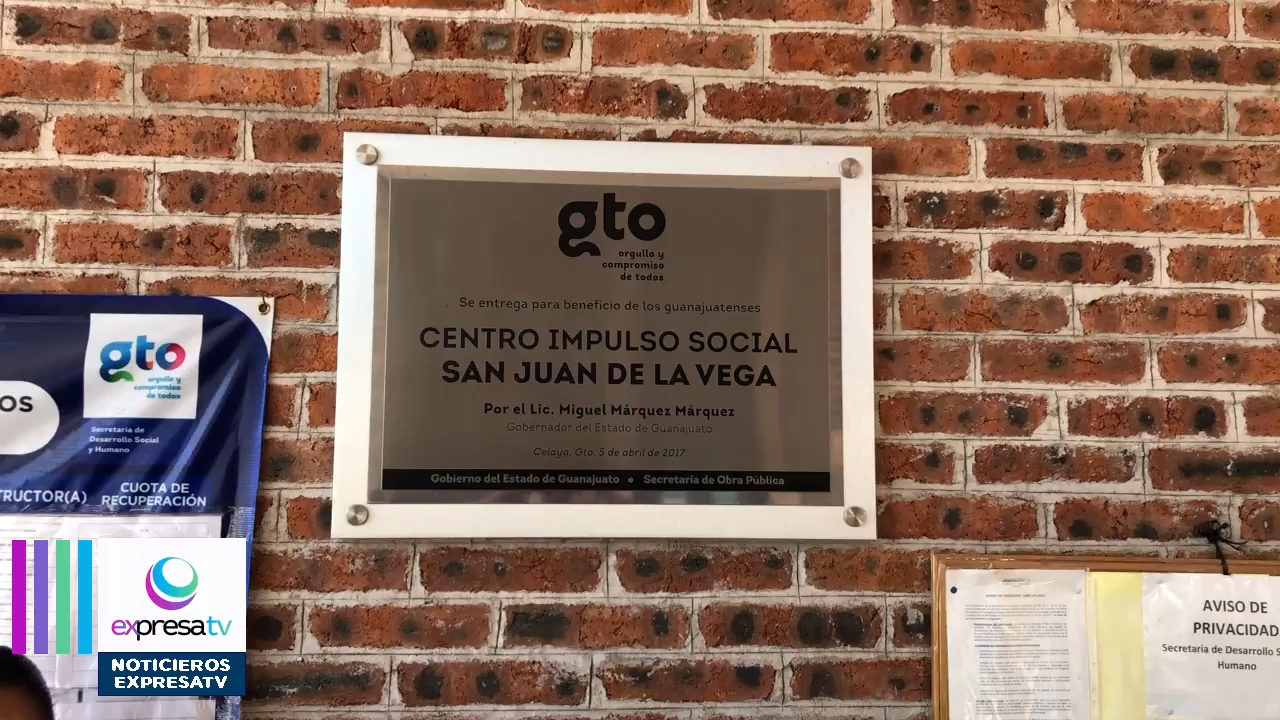 gto
orgullo y
compromiso
de todos
Se entrega para beneficio de los guanajuatenses
CENTRO IMPULSO SOCIAL
SAN JUAN DE LA VEGA
Por el Lic. Miguel Márquez Márquez
Gobernador del Estado de Guanajuato
Celaya, Gto. 5 de abril de 2017.
Gobierno del Estado de Guanajuato • Secretaría de Obra Pública
gto
orgullo y
compromiso
de todos
Secretaría de
Desarrollo Social
y Humano
OS
TRUCTOR(A)
CUOTA DE
RECUPERACIÓN
expresatv
NOTICIEROS
EXPRESATV
AVISO DE
PRIVACIDAD
Secretaría de Desarrollo S
Humano